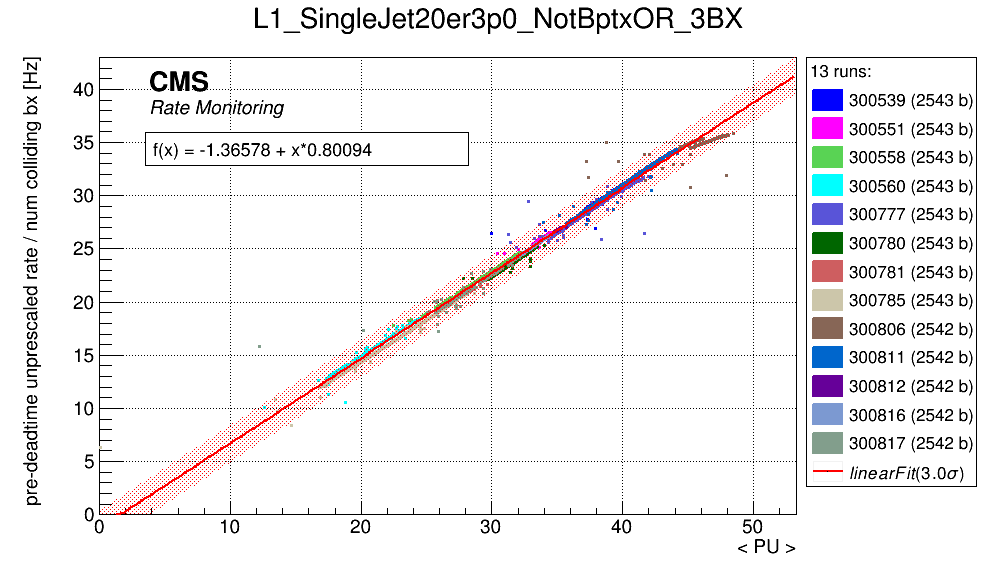 L1_SingleJet20er3p0_NotBptxOR_3BX
pre-deadtime unprescaled rate / num colliding bx [Hz]
CMS
Rate Monitoring
f(x) = -1.36578 + x*0.80094
40
35
30
25
20
15
10
5
0
0 10 20 30 40 50
< PU >
13 runs:
300539 (2543 b)
300551 (2543 b)
300558 (2543 b)
300560 (2543 b)
300777 (2543 b)
300780 (2543 b)
300781 (2543 b)
300785 (2543 b)
300806 (2542 b)
300811 (2542 b)
300812 (2542 b)
300816 (2542 b)
300817 (2542 b)
linearFit(3.0σ)